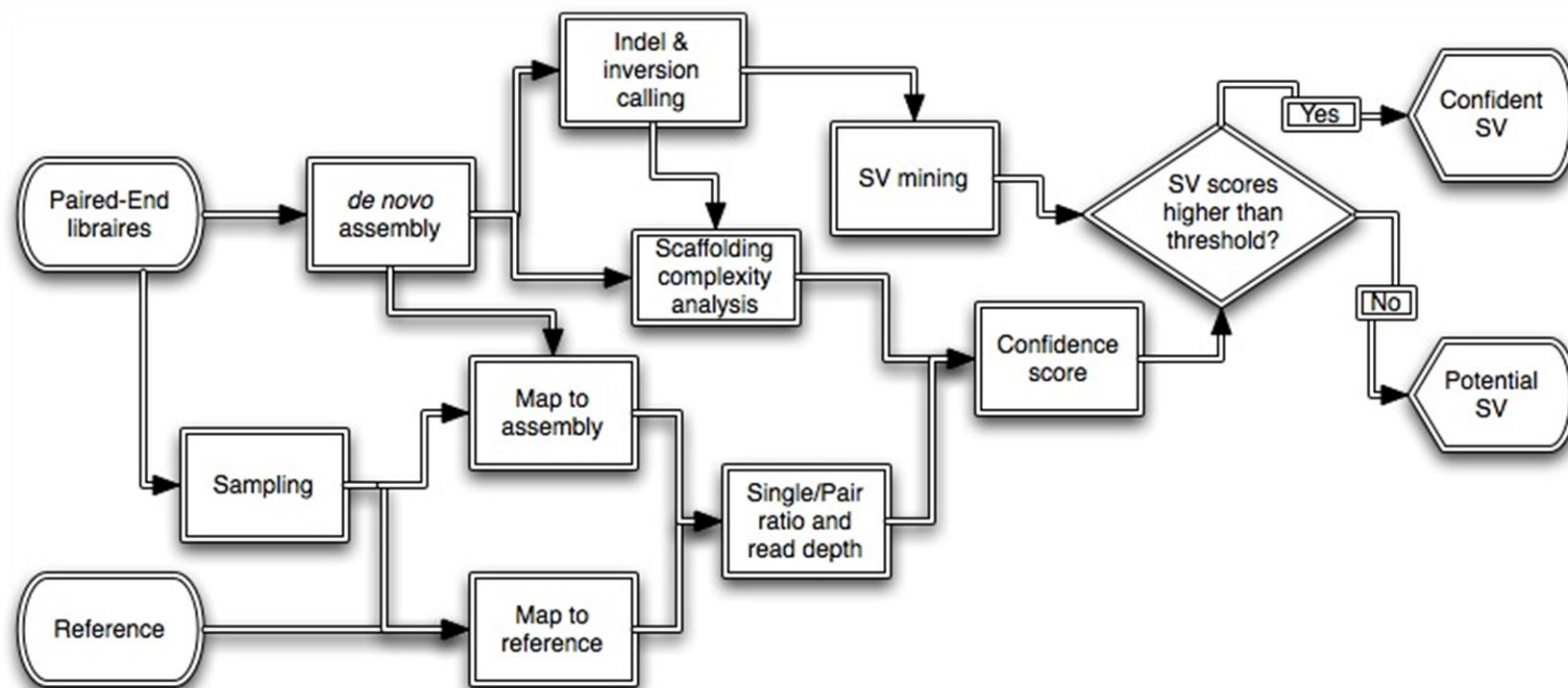 Indel &
inversion
calling
Yes
Confident
SV
Paired-End
libraires
de novo
assembly
SV mining
SV scores
higher than
threshold?
Scaffolding
complexity
analysis
No
Confidence
score
Potential
SV
Map to
assembly
Sampling
Single/Pair
ratio and
read depth
Reference
Map to
reference